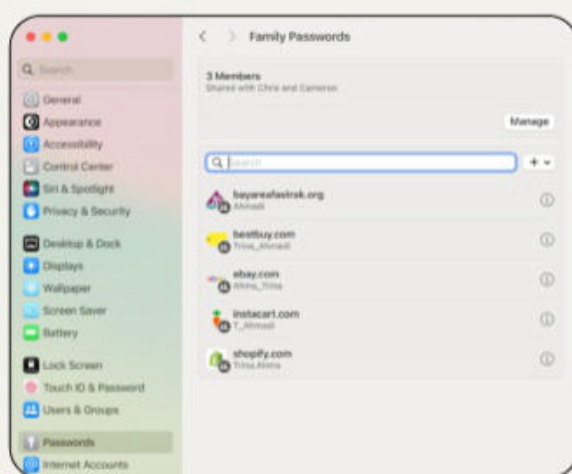 Search
General
Appearance
Accessibility
Control Center
Siri & Spotlight
Privacy & Security
Desktop & Dock
Displays
Wallpaper
Screen Saver
Battery
Lock Screen
Touch ID & Password
Users & Groups
Passwords
Internet Accounts
Family Passwords
3 Members
Shared with Chris and Cameron
Manage
Search
bayareafastrak.org
Ahmadi
bestbuy.com
Trina_Ahmadi
ebay.com
Ahma_Trina
instacart.com
T_Ahmadi
shopify.com
Trina.Ahma